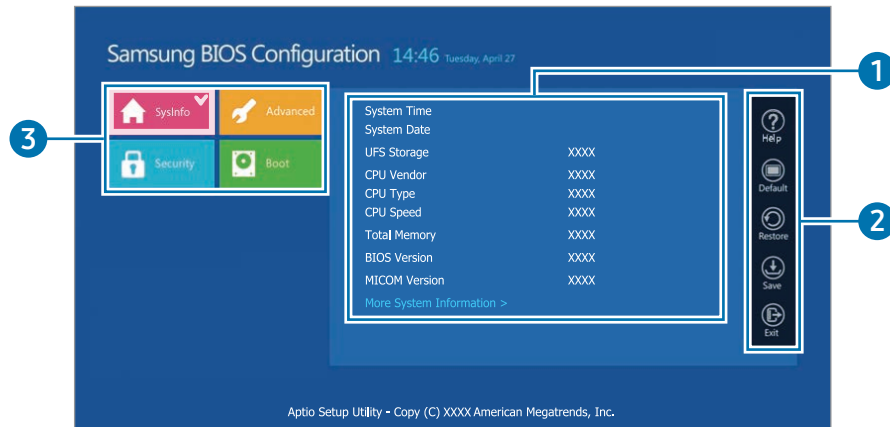 Samsung BIOS Configuration 14:46 Tuesday, April 27
1
3
SysInfo
Advanced
Security
Boot
System Time
System Date
UFS Storage XXXX
CPU Vendor XXXX
CPU Type XXXX
CPU Speed XXXX
Total Memory XXXX
BIOS Version XXXX
MICOM Version XXXX
More System Information >
?
Help
Default
Restore
Save
Exit
2
Aptio Setup Utility - Copy (C) XXXX American Megatrends, Inc.